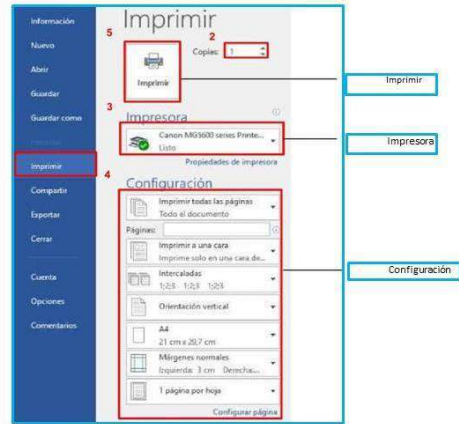 Información
Nuevo
Abrir
Guardar
Guardar como
Imprimir
Compartir
Exportar
Cerrar
Cuenta
Opciones
Comentarios
Imprimir
5
2
Copias: 1
Imprimir
3
Impresora
Canon MG5600 series Printe...
Listo
Propiedades de impresora
4
Configuración
Imprimir todas las páginas
Todo el documento
Páginas:
Imprimir a una cara
Imprime solo en una cara de...
Intercaladas
1;2;3 1;2;3 1;2;3
Orientación vertical
A4
21 cm x 29,7 cm
Márgenes normales
Izquierda: 3 cm Derecha:...
1 página por hoja
Configurar página
Imprimir
Impresora
Configuración